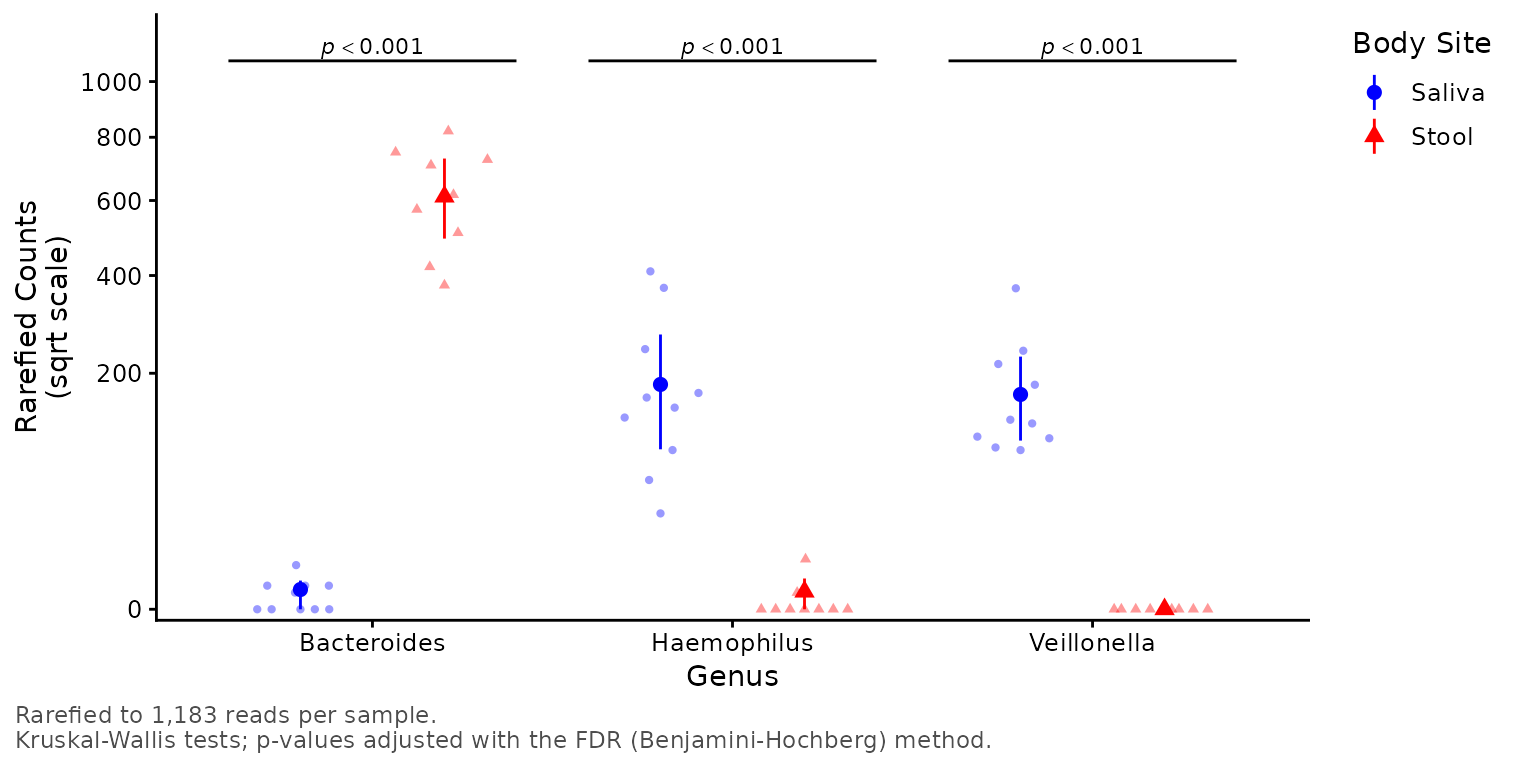 p < 0.001
p < 0.001
p < 0.001
Body Site
Saliva
Stool
1000
800
600
400
200
0
Rarefied Counts
(sqrt scale)
Bacteroides
Haemophilus
Veillonella
Genus
Rarefied to 1,183 reads per sample.
Kruskal-Wallis tests; p-values adjusted with the FDR (Benjamini-Hochberg) method.